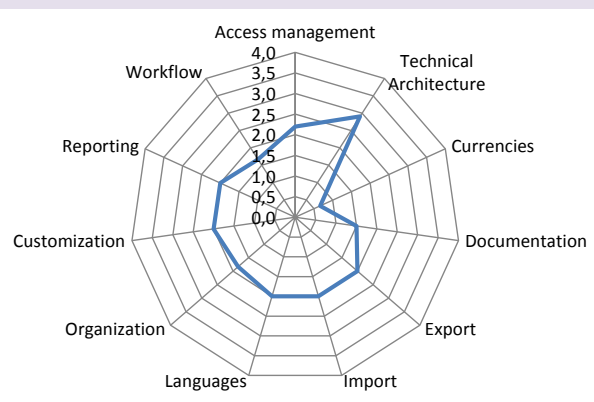 Access management
4,0
3,5
3,0
2,5
2,0
1,5
1,0
0,5
0,0
Technical
Architecture
Currencies
Documentation
Export
Import
Languages
Organization
Customization
Reporting
Workflow